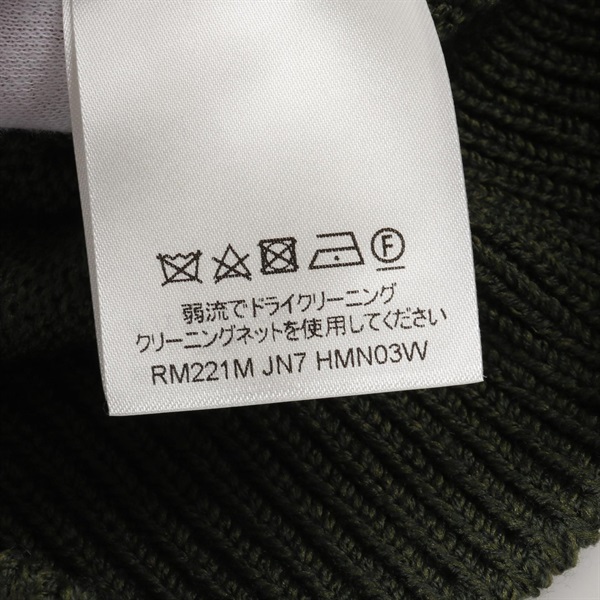 F
弱流でドライクリーニング
クリーニングネットを使用してください
RM221M JN7 HMN03W